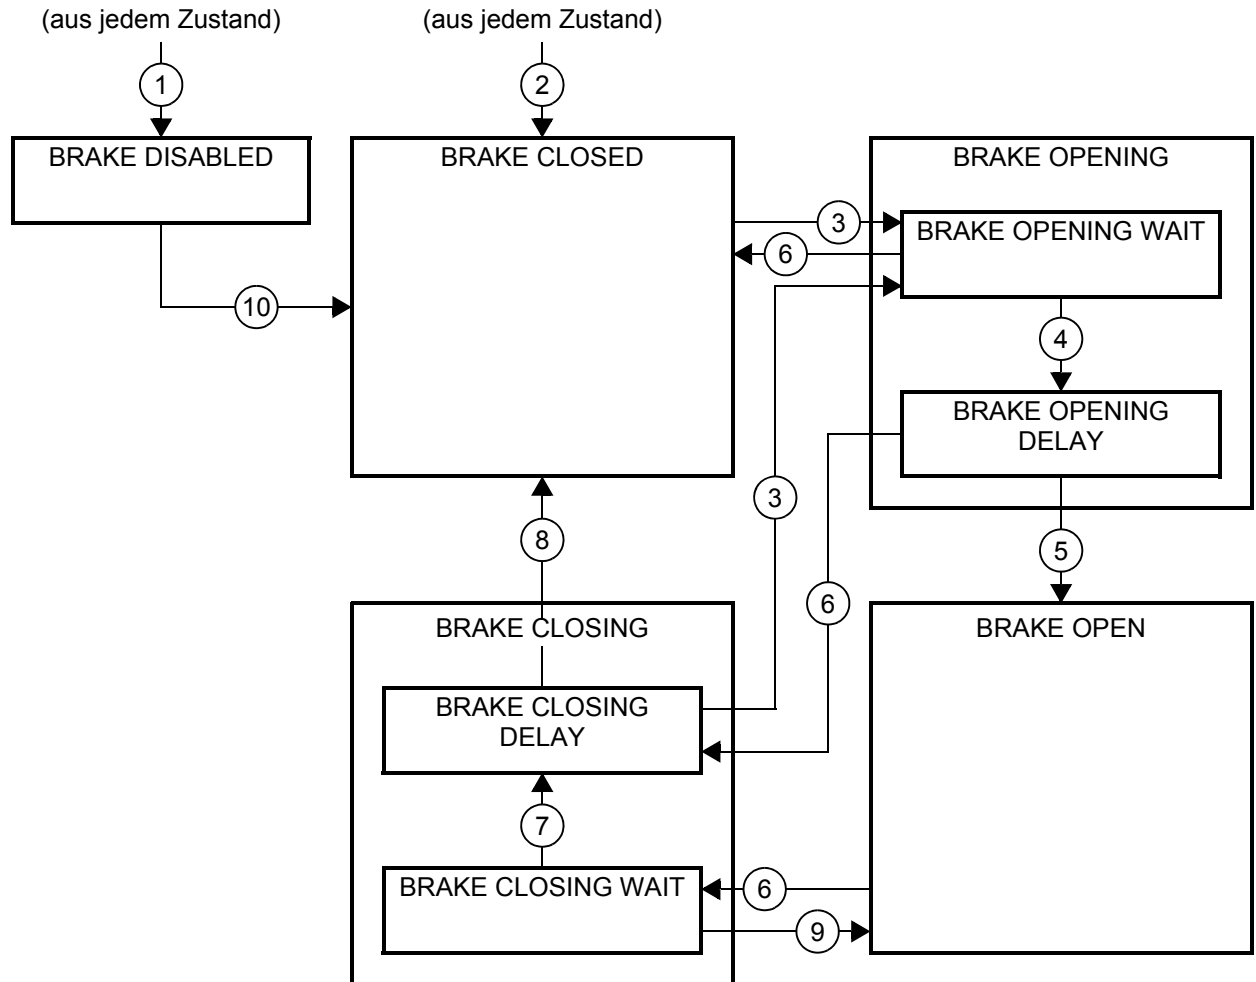 (aus jedem Zustand)
(aus jedem Zustand)
1
2
BRAKE DISABLED
BRAKE CLOSED
BRAKE OPENING
3
BRAKE OPENING WAIT
6
10
4
BRAKE OPENING
DELAY
3
8
5
6
BRAKE CLOSING
BRAKE OPEN
BRAKE CLOSING
DELAY
7
BRAKE CLOSING WAIT
6
9